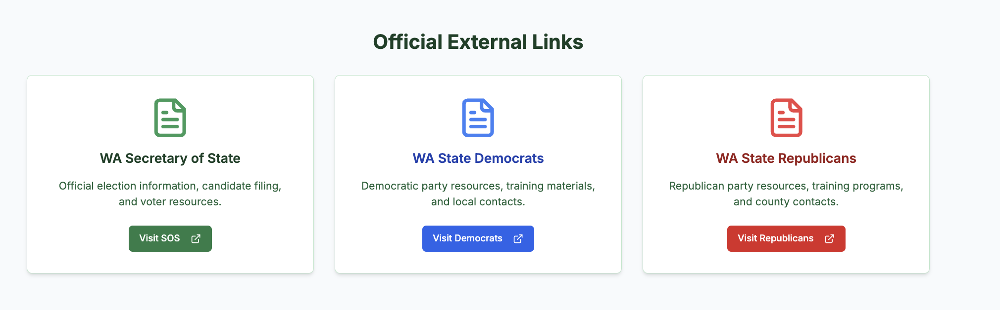 Official External Links
WA Secretary of State
Official election information, candidate filing,
and voter resources.
Visit SOS
WA State Democrats
Democratic party resources, training materials,
and local contacts.
Visit Democrats
WA State Republicans
Republican party resources, training programs,
and county contacts.
Visit Republicans